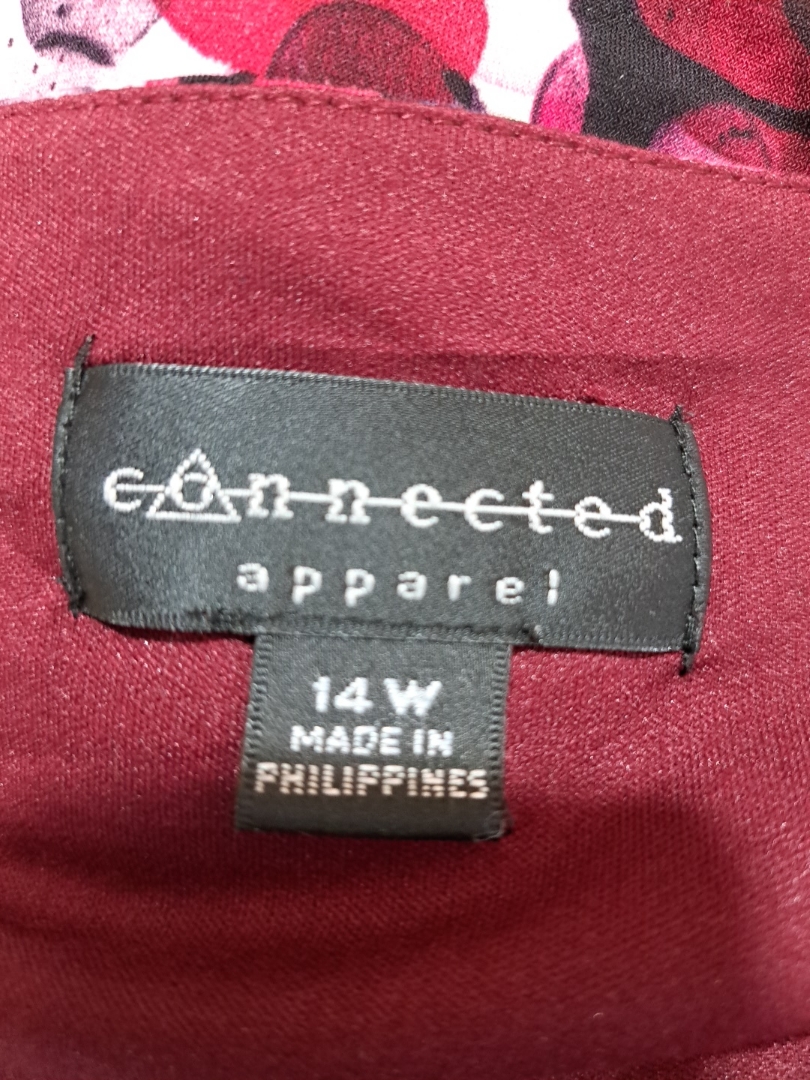 connected
apparel
14 W
MADE IN
PHILIPPINES